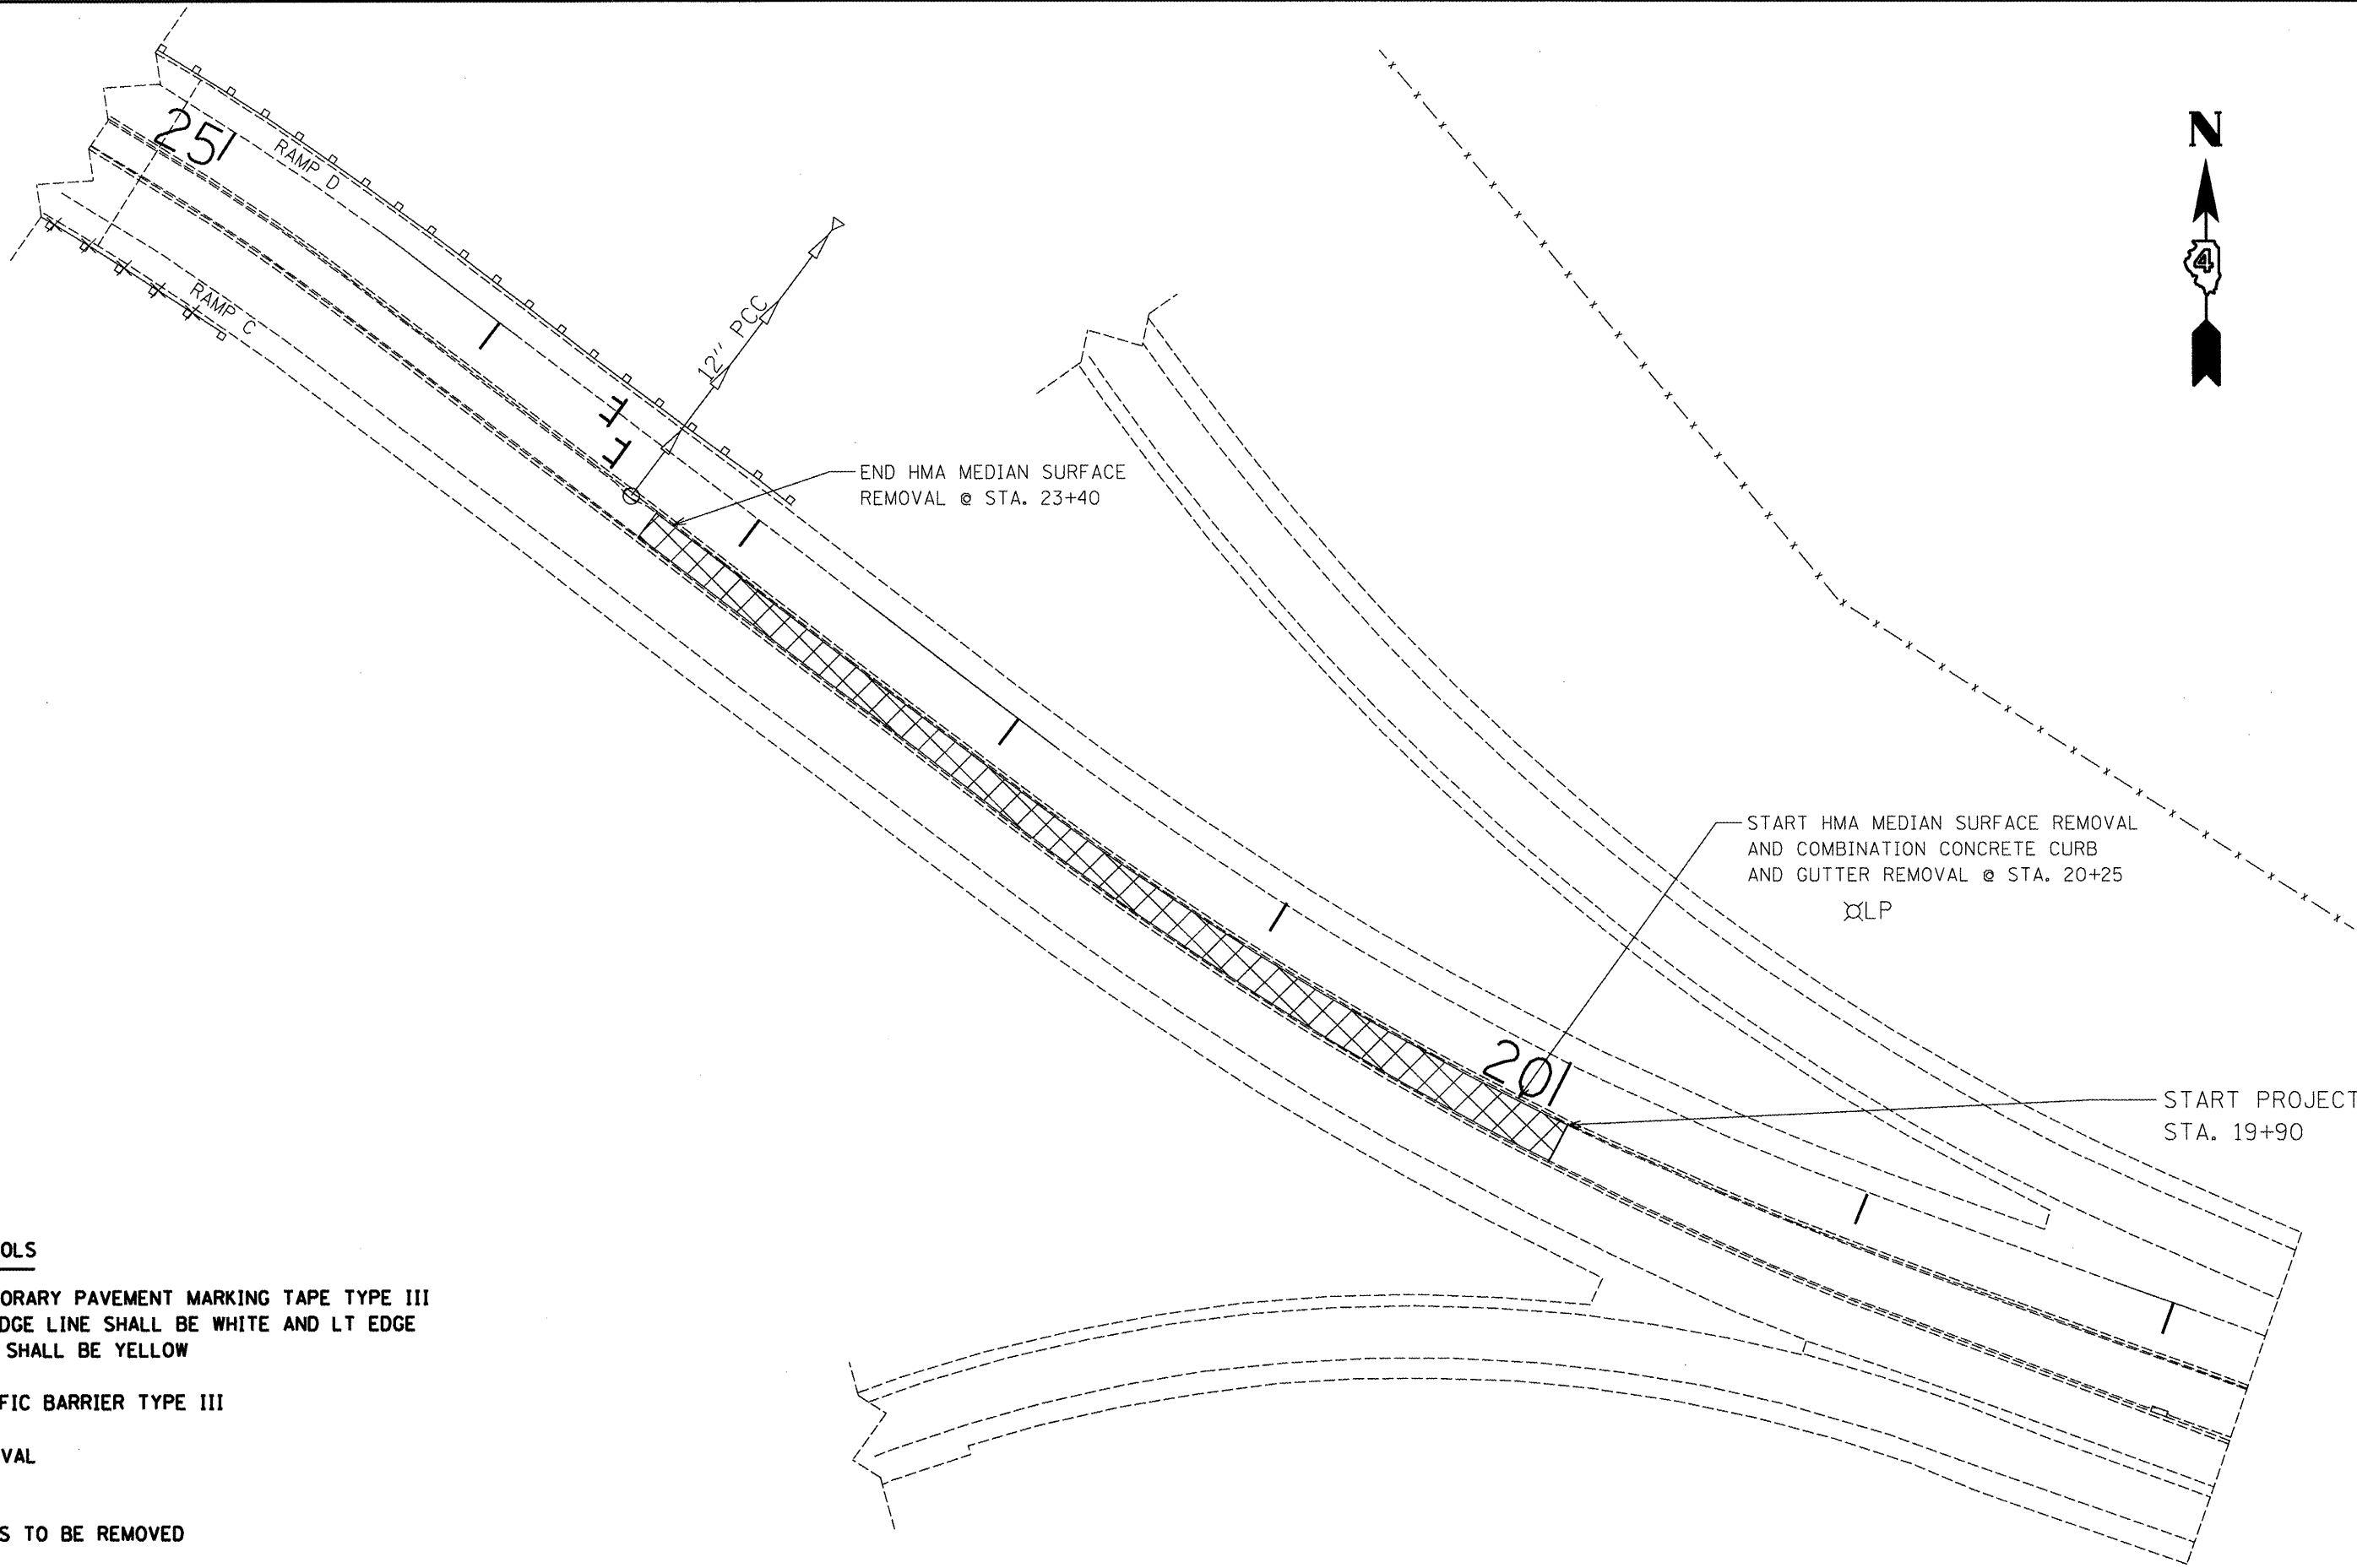 N
4
25
RAMP D
RAMP C
12" PCC
END HMA MEDIAN SURFACE
REMOVAL @ STA. 23+40
START HMA MEDIAN SURFACE REMOVAL
AND COMBINATION CONCRETE CURB
AND GUTTER REMOVAL @ STA. 20+25
LP
20
START PROJECT
STA. 19+90
OLS
ORARY PAVEMENT MARKING TAPE TYPE III
DGE LINE SHALL BE WHITE AND LT EDGE
SHALL BE YELLOW
FIC BARRIER TYPE III
VAL
S TO BE REMOVED